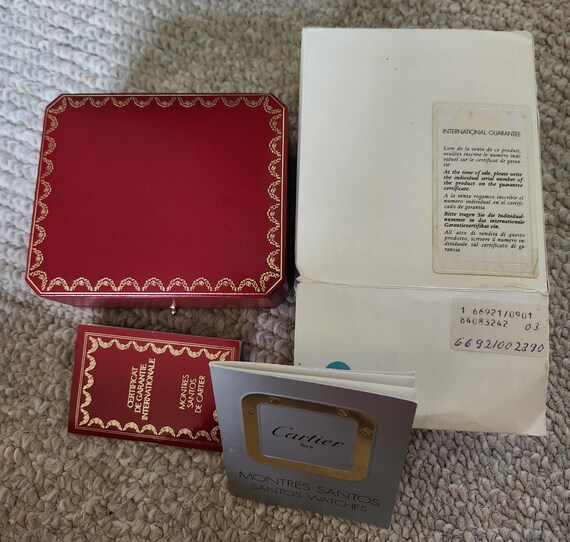 INTERNATIONAL GUARANTEE
Lors de la vente de ce produit,
veuillez inscrire le numéro indi-
viduel sur le certificat de garan-
tie.
At the time of sale, please write
the individual serial number of
the product on the guarantee
certificate.
A la venta rogamos inscribir el
numero individual en el certifi-
cado de garantia.
Bitte tragen Sie die Individual-
nummer in das internationale
Garantiezertifikat ein.
All'atto di vendita di questo
prodotto, scrivere il numero in-
dividuale sul certificato di ga-
ranzia.
1 66921/0901
84083242 03
66921002390
CERTIFICAT
DE GARANTIE
INTERNATIONALE
MONTRES
SANTOS
DE CARTIER
Cartier
Paris
MONTRES SANTOS
SANTOS WATCHES